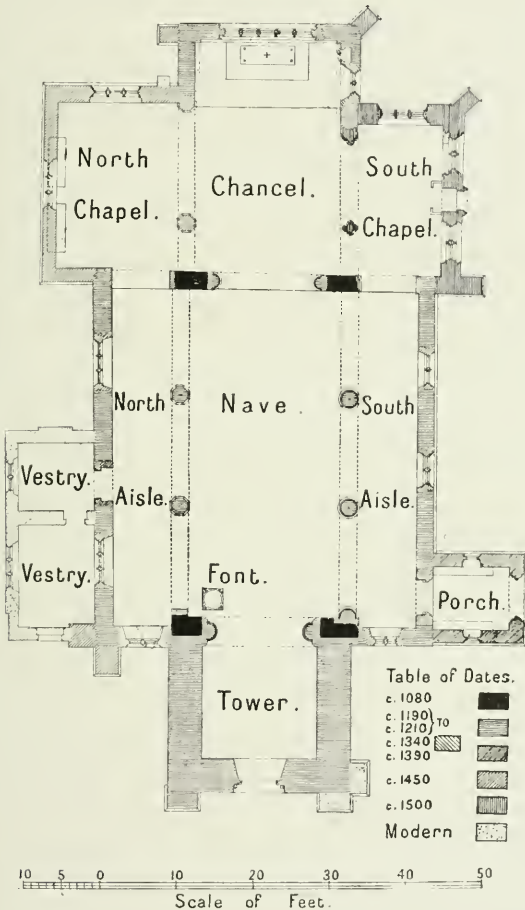 North
Chapel.
Chancel.
South
Chapel.
North
Aisle.
Nave.
South
Aisle.
Vestry.
Vestry.
Font.
Porch.
Tower.
Table of Dates.
c. 1080
c. 1190 } TO
c. 1210
c. 1340
c. 1390
c. 1450
c. 1500
Modern
10 5 0 10 20 30 40 50
Scale of Feet.